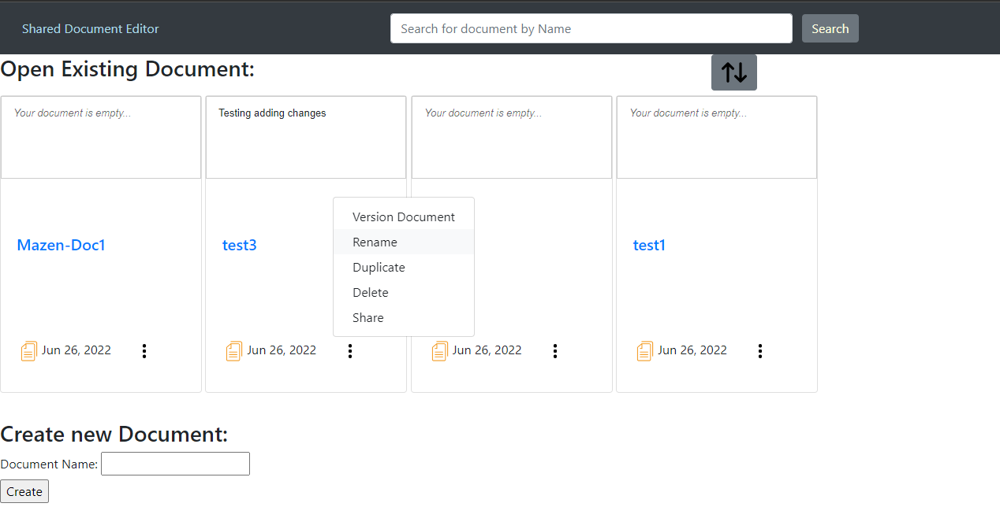 Shared Document Editor
Search for document by Name
Search
Open Existing Document:
Your document is empty...
Testing adding changes
Your document is empty...
Your document is empty...
Version Document
Rename
Duplicate
Delete
Share
Mazen-Doc1
test3
test1
Jun 26, 2022
Jun 26, 2022
Jun 26, 2022
Jun 26, 2022
Create new Document:
Document Name:
Create